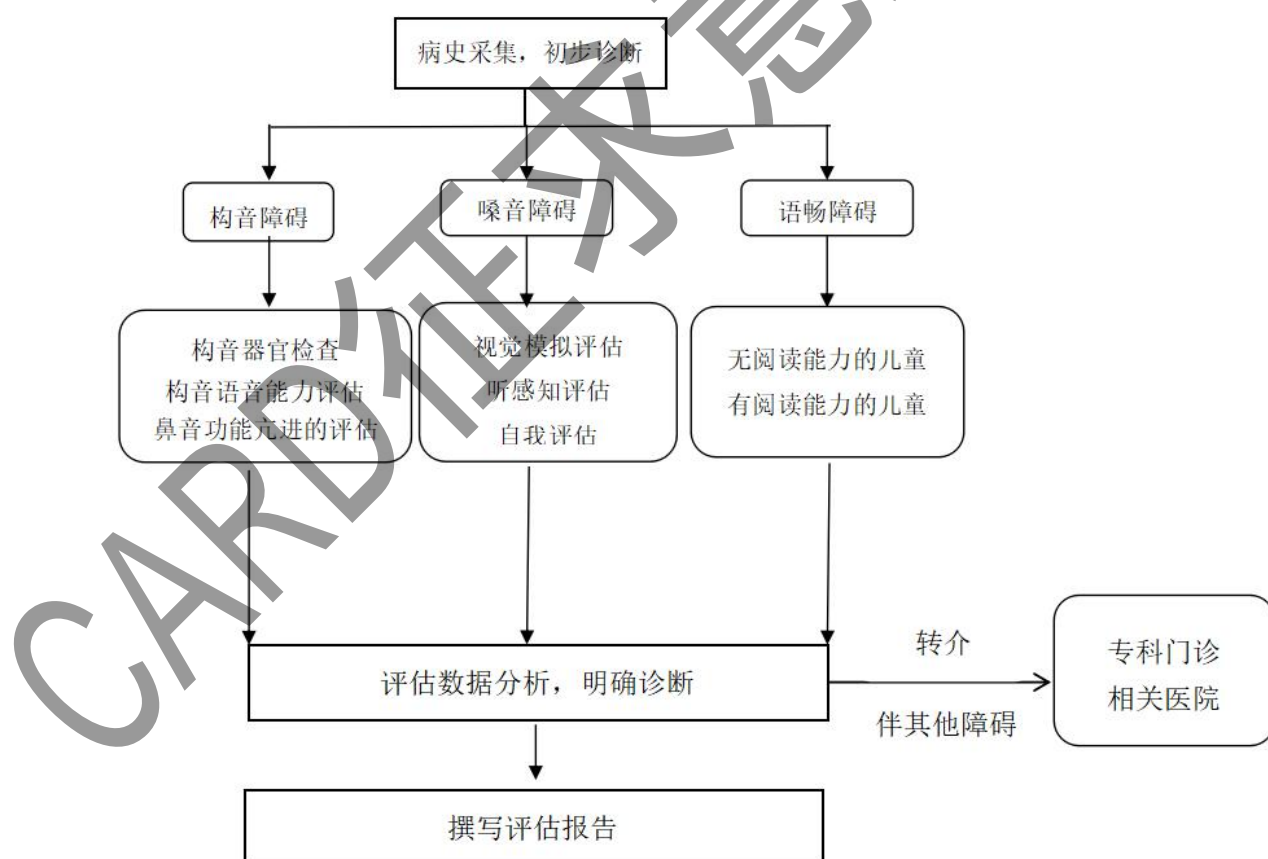 病史采集，初步诊断
构音障碍
嗓音障碍
语畅障碍
构音器官检查
构音语音能力评估
鼻音功能亢进的评估
视觉模拟评估
听感知评估
自我评估
无阅读能力的儿童
有阅读能力的儿童
评估数据分析，明确诊断
转介
伴其他障碍
专科门诊
相关医院
撰写评估报告
CARD征求意